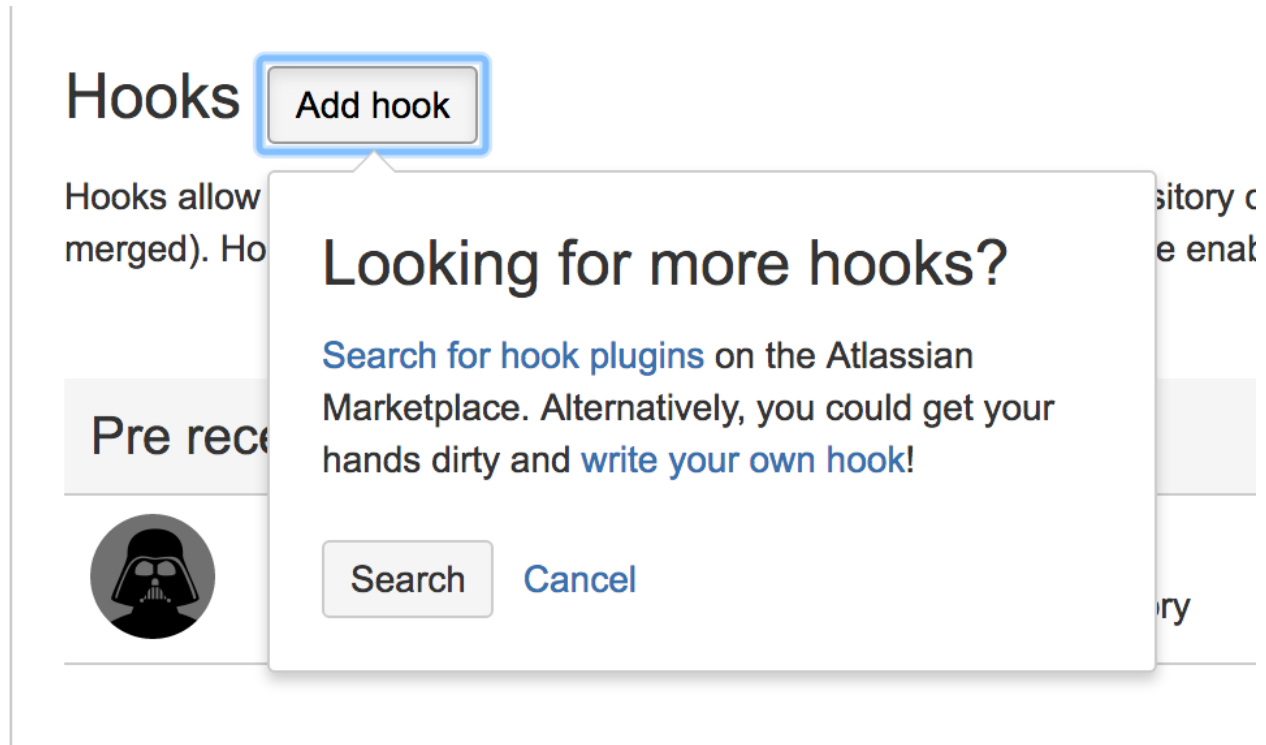 Hooks Add hook
Hooks allow
merged). Ho
Looking for more hooks?
Search for hook plugins on the Atlassian
Marketplace. Alternatively, you could get your
hands dirty and write your own hook!
Search Cancel
sitory
e enab
Pre rece
ory